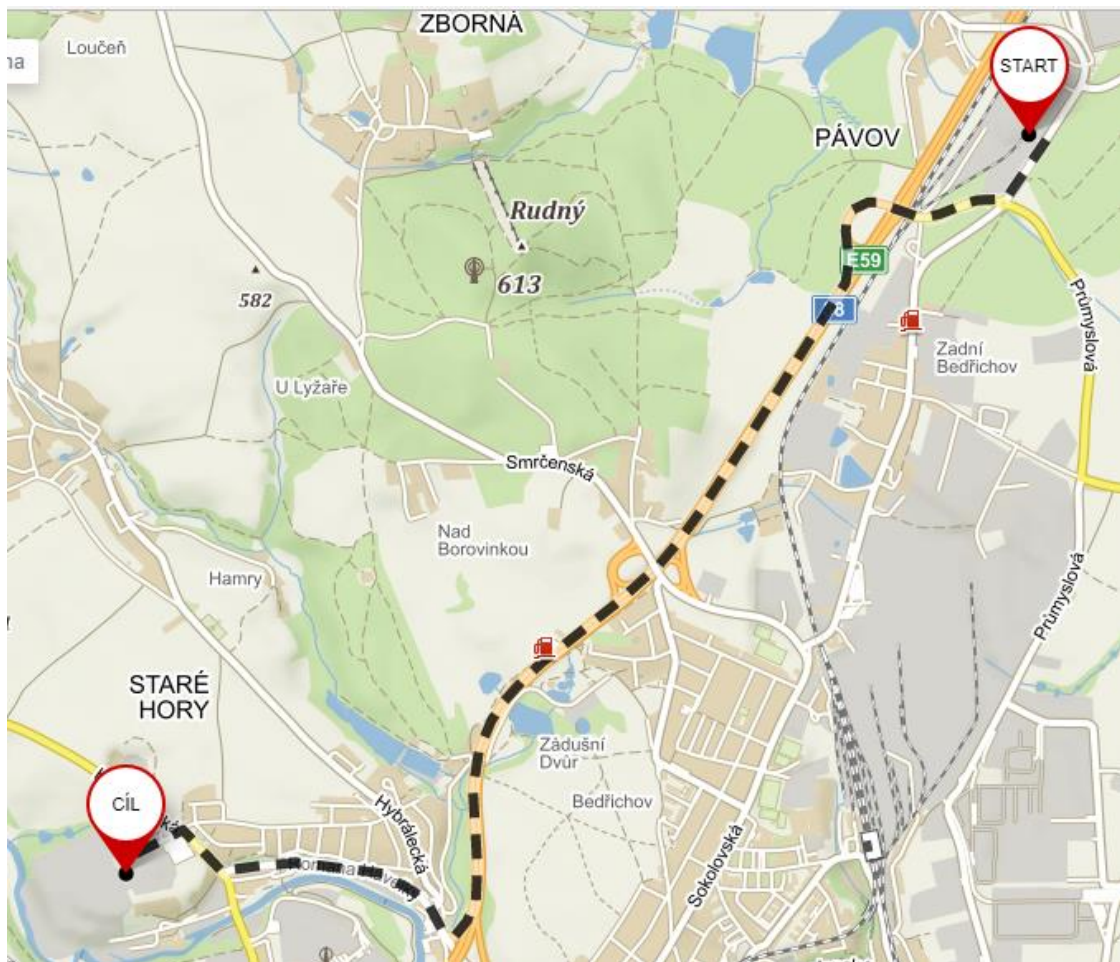 ZBORNÁ
Loučeň
na
START
PÁVOV
Rudný
613
E59
582
Průmyslová
Zadní
Bedřichov
U Lyžaře
Smrčenská
Nad
Borovinkou
Hamry
Průmyslová
STARÉ
HORY
Zádušní
Dvůr
CÍL
Bedřichov
Hybrálecká
Sokolovská